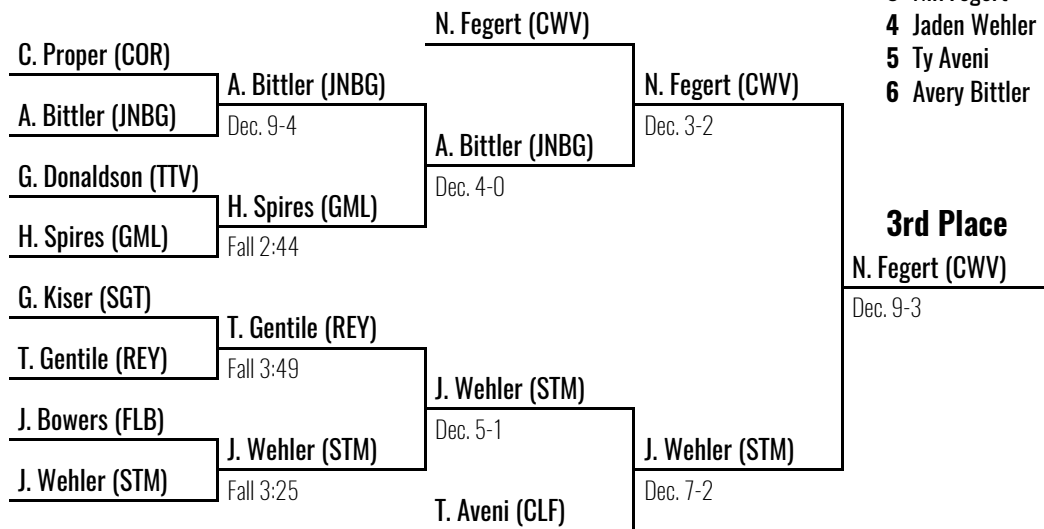 N. Fegert (CWV)
4 Jaden Wehler
C. Proper (COR)
5 Ty Aveni
A. Bittler (JNBG)
N. Fegert (CWV)
6 Avery Bittler
A. Bittler (JNBG)
Dec. 9-4
Dec. 3-2
A. Bittler (JNBG)
G. Donaldson (TTV)
Dec. 4-0
H. Spires (GML)
3rd Place
H. Spires (GML)
Fall 2:44
N. Fegert (CWV)
G. Kiser (SGT)
Dec. 9-3
T. Gentile (REY)
T. Gentile (REY)
Fall 3:49
J. Wehler (STM)
J. Bowers (FLB)
Dec. 5-1
J. Wehler (STM)
J. Wehler (STM)
J. Wehler (STM)
Fall 3:25
Dec. 7-2
T. Aveni (CLF)